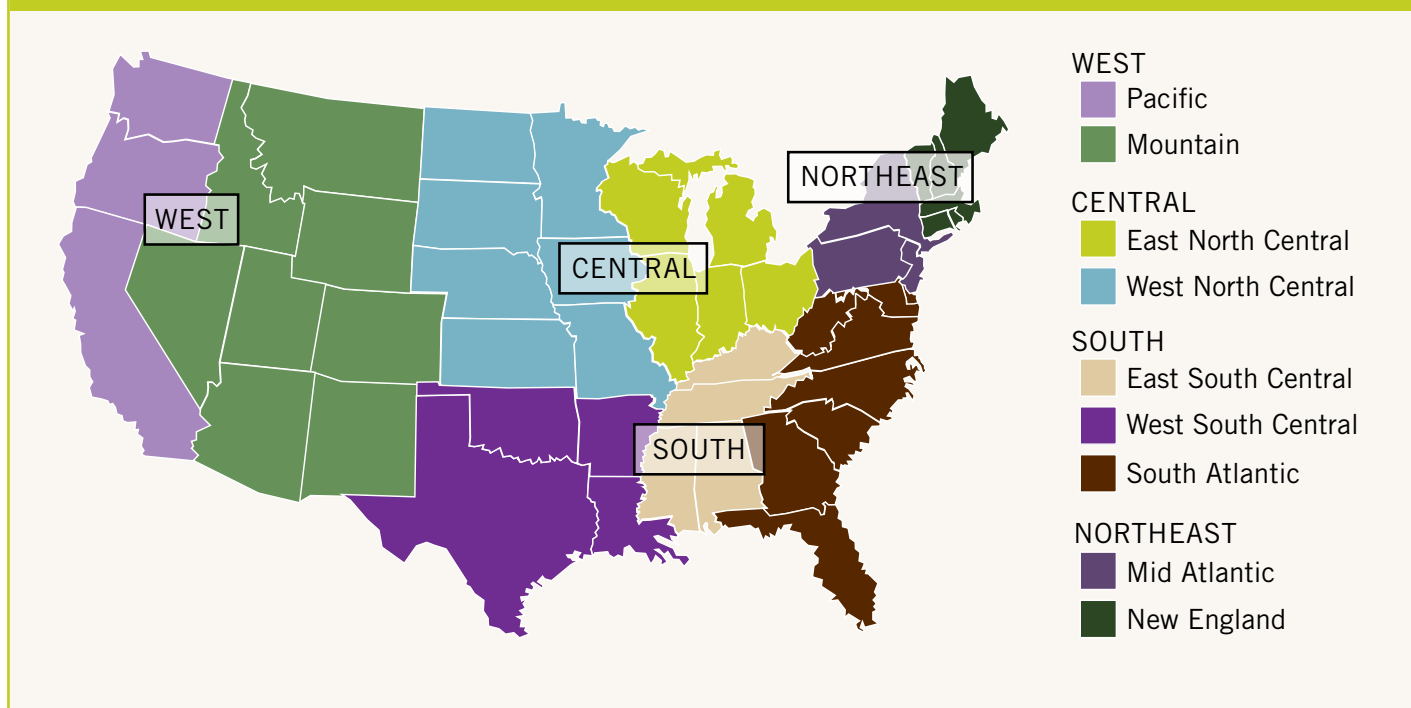 WEST
CENTRAL
SOUTH
NORTHEAST
WEST
Pacific
Mountain
CENTRAL
East North Central
West North Central
SOUTH
East South Central
West South Central
South Atlantic
NORTHEAST
Mid Atlantic
New England